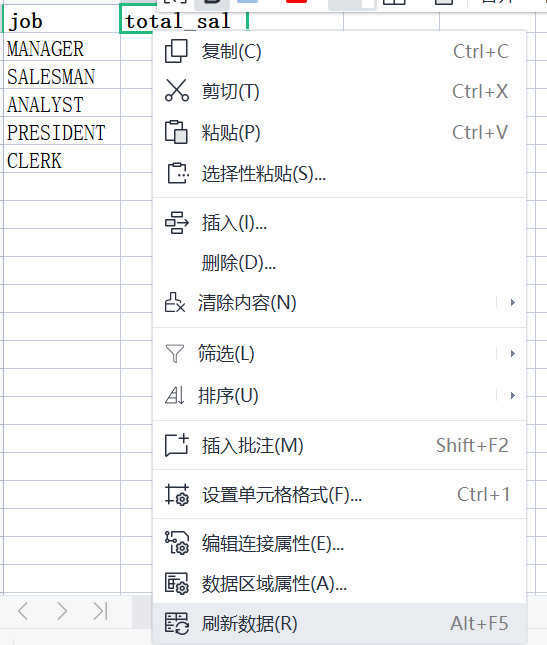 job total_sal
MANAGER
SALESMAN
ANALYST
PRESIDENT
CLERK
复制(C) Ctrl+C
剪切(T) Ctrl+X
粘贴(P) Ctrl+V
选择性粘贴(S)...
插入(I)...
删除(D)...
清除内容(N)
筛选(L)
排序(U)
插入批注(M) Shift+F2
设置单元格格式(F)... Ctrl+1
编辑连接属性(E)...
数据区域属性(A)...
刷新数据(R) Alt+F5